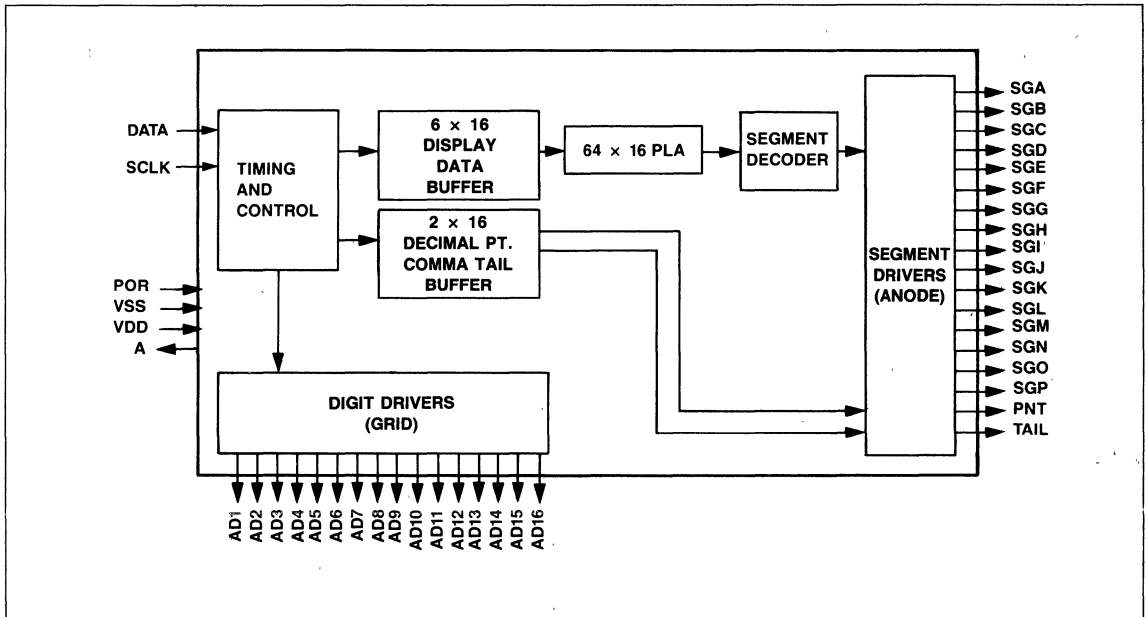 DATA
SCLK
POR
VSS
VDD
A
TIMING
AND
CONTROL
6 × 16
DISPLAY
DATA
BUFFER
2 × 16
DECIMAL PT.
COMMA TAIL
BUFFER
64 × 16 PLA
SEGMENT
DECODER
SEGMENT
DRIVERS
(ANODE)
SGA
SGB
SGC
SGD
SGE
SGF
SGG
SGH
SGI
SGJ
SGK
SGL
SGM
SGN
SGO
SGP
PNT
TAIL
DIGIT DRIVERS
(GRID)
AD1
AD2
AD3
AD4
AD5
AD6
AD7
AD8
AD9
AD10
AD11
AD12
AD13
AD14
AD15
AD16